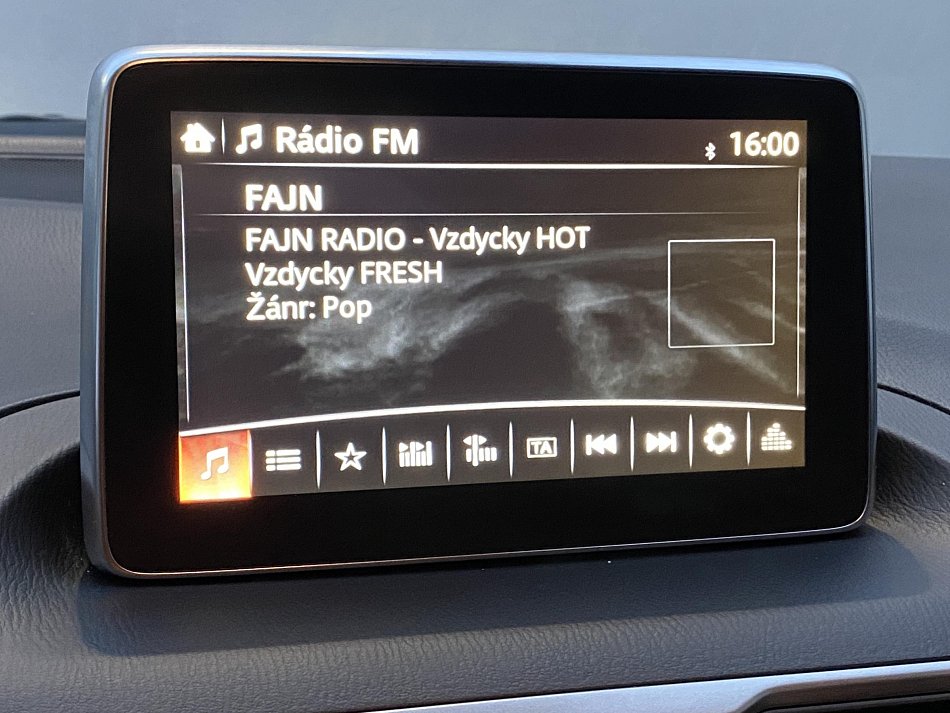 Rádio FM
16:00
FAJN
FAJN RADIO - Vzdycky HOT
Vzdycky FRESH
Žánr: Pop
TA